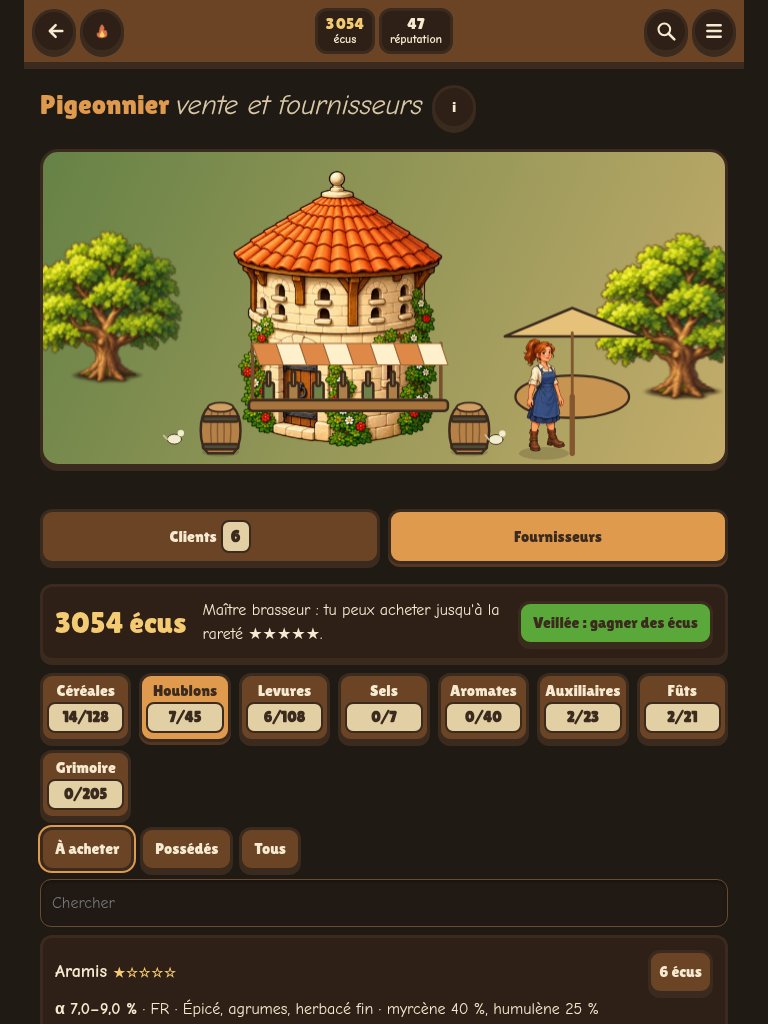 3 054
écus
47
réputation
Pigeonnier vente et fournisseurs i
Clients 6
Fournisseurs
3054 écus
Maître brasseur : tu peux acheter jusqu'à la
rareté ★★★★★.
Veillée : gagner des écus
Céréales
14/128
Houblons
7/45
Levures
6/108
Sels
0/7
Aromates
0/40
Auxiliaires
2/23
Fûts
2/21
Grimoire
0/205
À acheter
Possédés
Tous
Chercher
Aramis ★☆☆☆☆
6 écus
α 7,0–9,0 % · FR · Épicé, agrumes, herbacé fin · myrcène 40 %, humulène 25 %